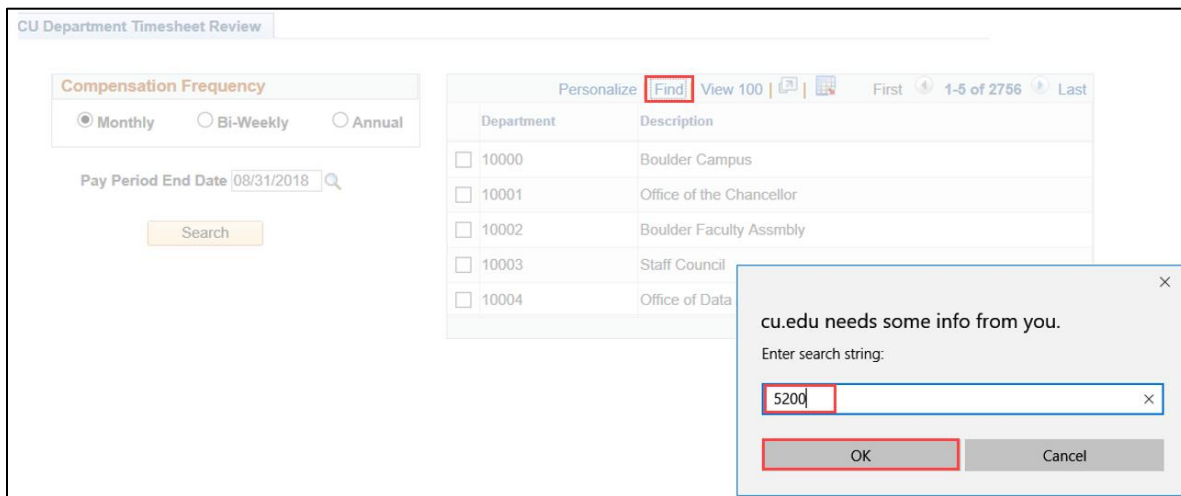 CU Department Timesheet Review
Compensation Frequency
Monthly Bi-Weekly Annual
Pay Period End Date 08/31/2018
Search
Personalize Find View 100 | | First 1-5 of 2756 Last
Department Description
10000 Boulder Campus
10001 Office of the Chancellor
10002 Boulder Faculty Assmbly
10003 Staff Council
10004 Office of Data
cu.edu needs some info from you.
Enter search string:
5200
OK Cancel